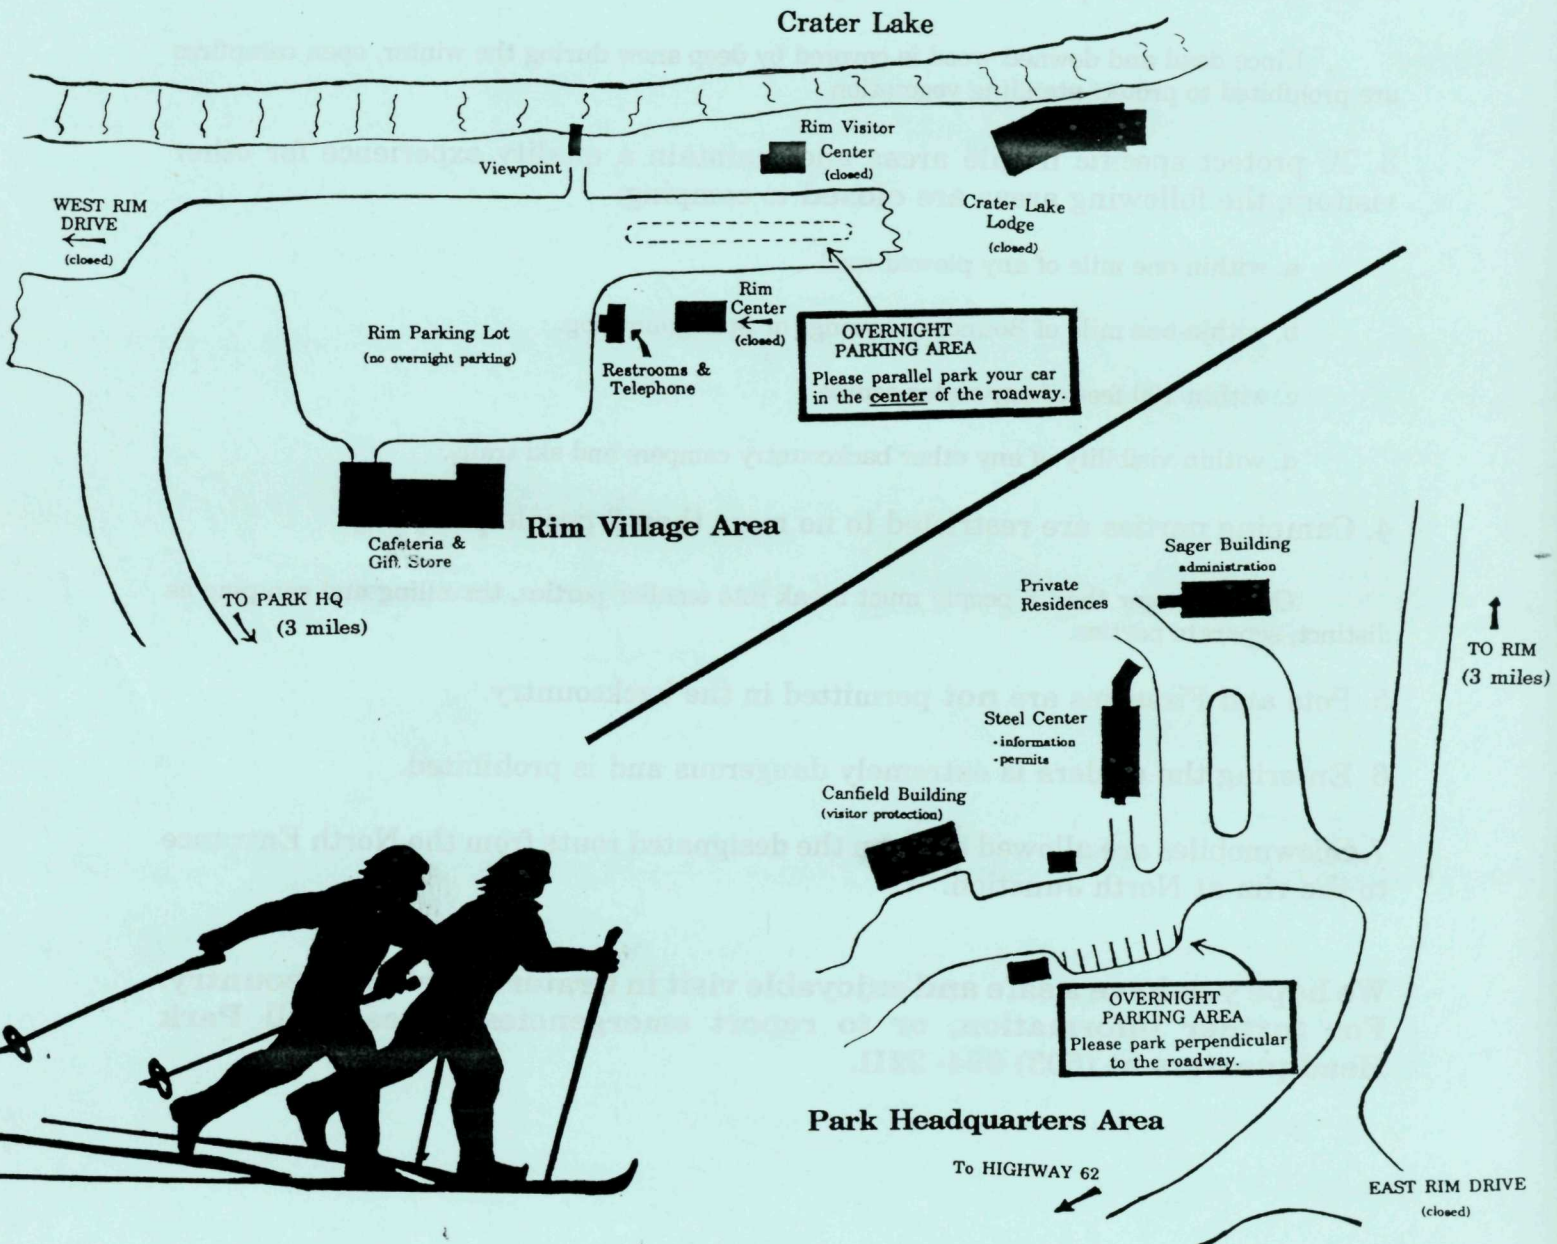 Crater Lake
Rim Visitor
Center
(closed)
Viewpoint
WEST RIM
DRIVE
(closed)
Crater Lake
Lodge
(closed)
Rim
Center
(closed)
Rim Parking Lot
(no overnight parking)
OVERNIGHT
PARKING AREA
Please parallel park your car
in the center of the roadway.
Restrooms &
Telephone
Rim Village Area
Cafeteria &
Gift Store
TO PARK HQ
(3 miles)
Sager Building
administration
Private
Residences
TO RIM
(3 miles)
Steel Center
- information
- permits
Canfield Building
(visitor protection)
OVERNIGHT
PARKING AREA
Please park perpendicular
to the roadway.
Park Headquarters Area
To HIGHWAY 62
EAST RIM DRIVE
(closed)